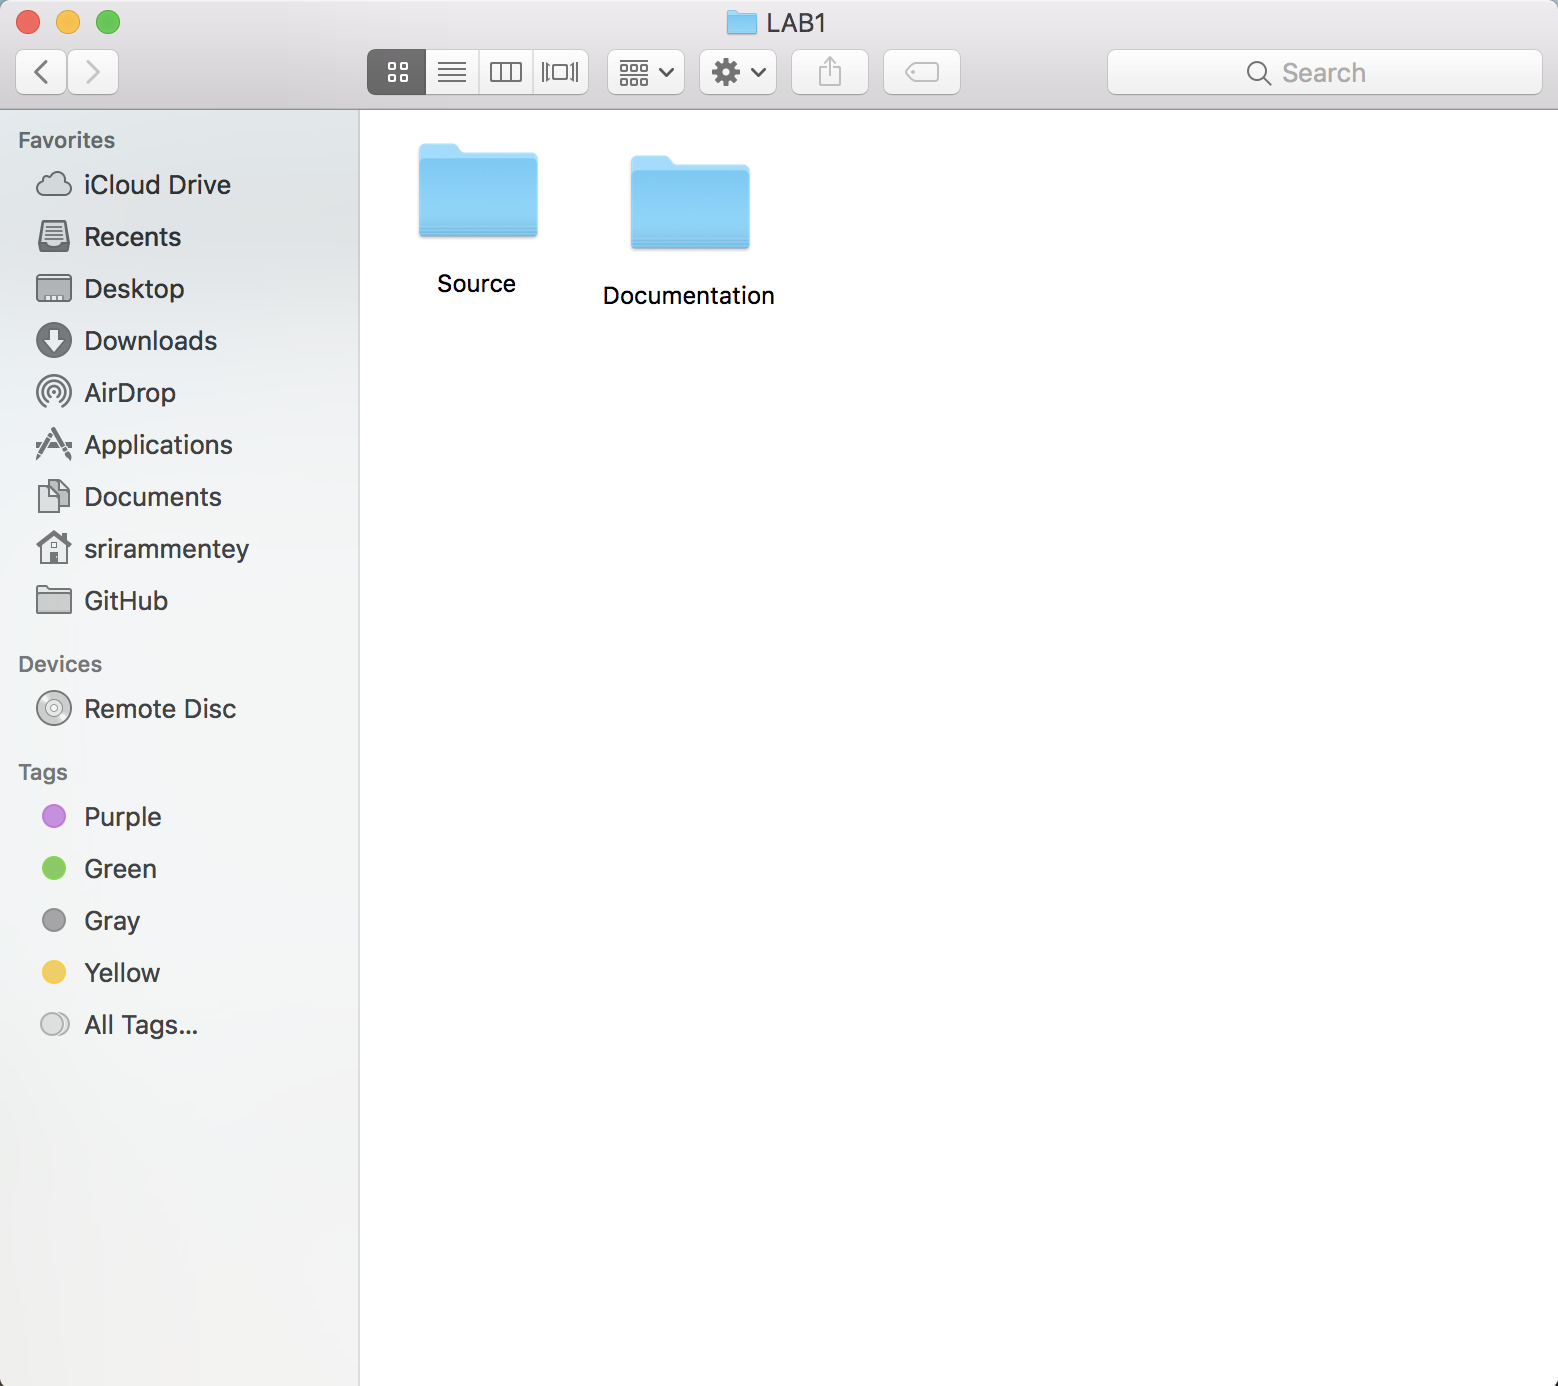 LAB1
Search
Favorites
iCloud Drive
Recents
Desktop
Downloads
AirDrop
Applications
Documents
srirammentey
GitHub
Devices
Remote Disc
Tags
Purple
Green
Gray
Yellow
All Tags...
Source
Documentation